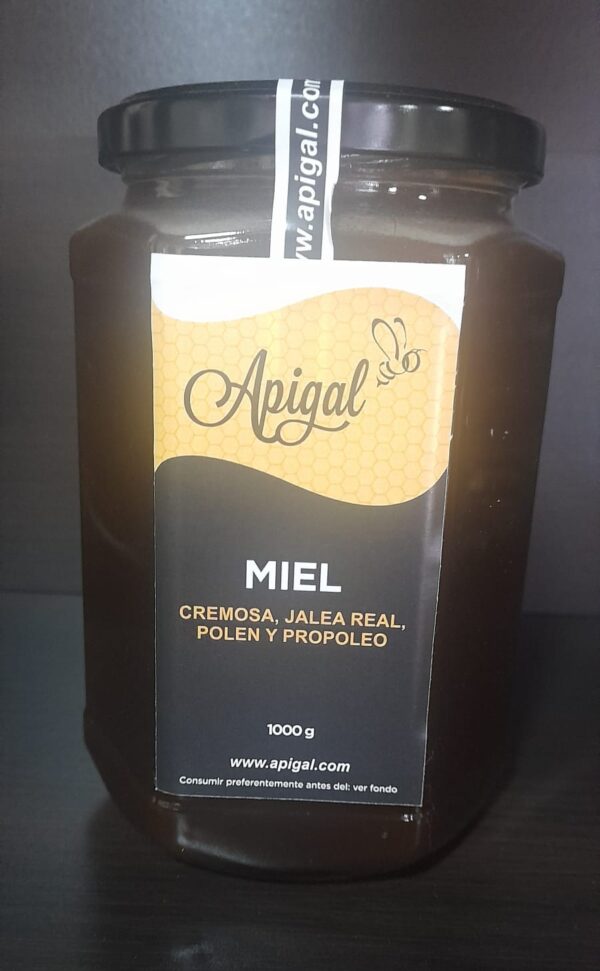 w.apigal.com
Apigal
MIEL
CREMOSA, JALEA REAL,
POLEN Y PROPOLEO
1000 g
www.apigal.com
Consumir preferentemente antes del: ver fondo